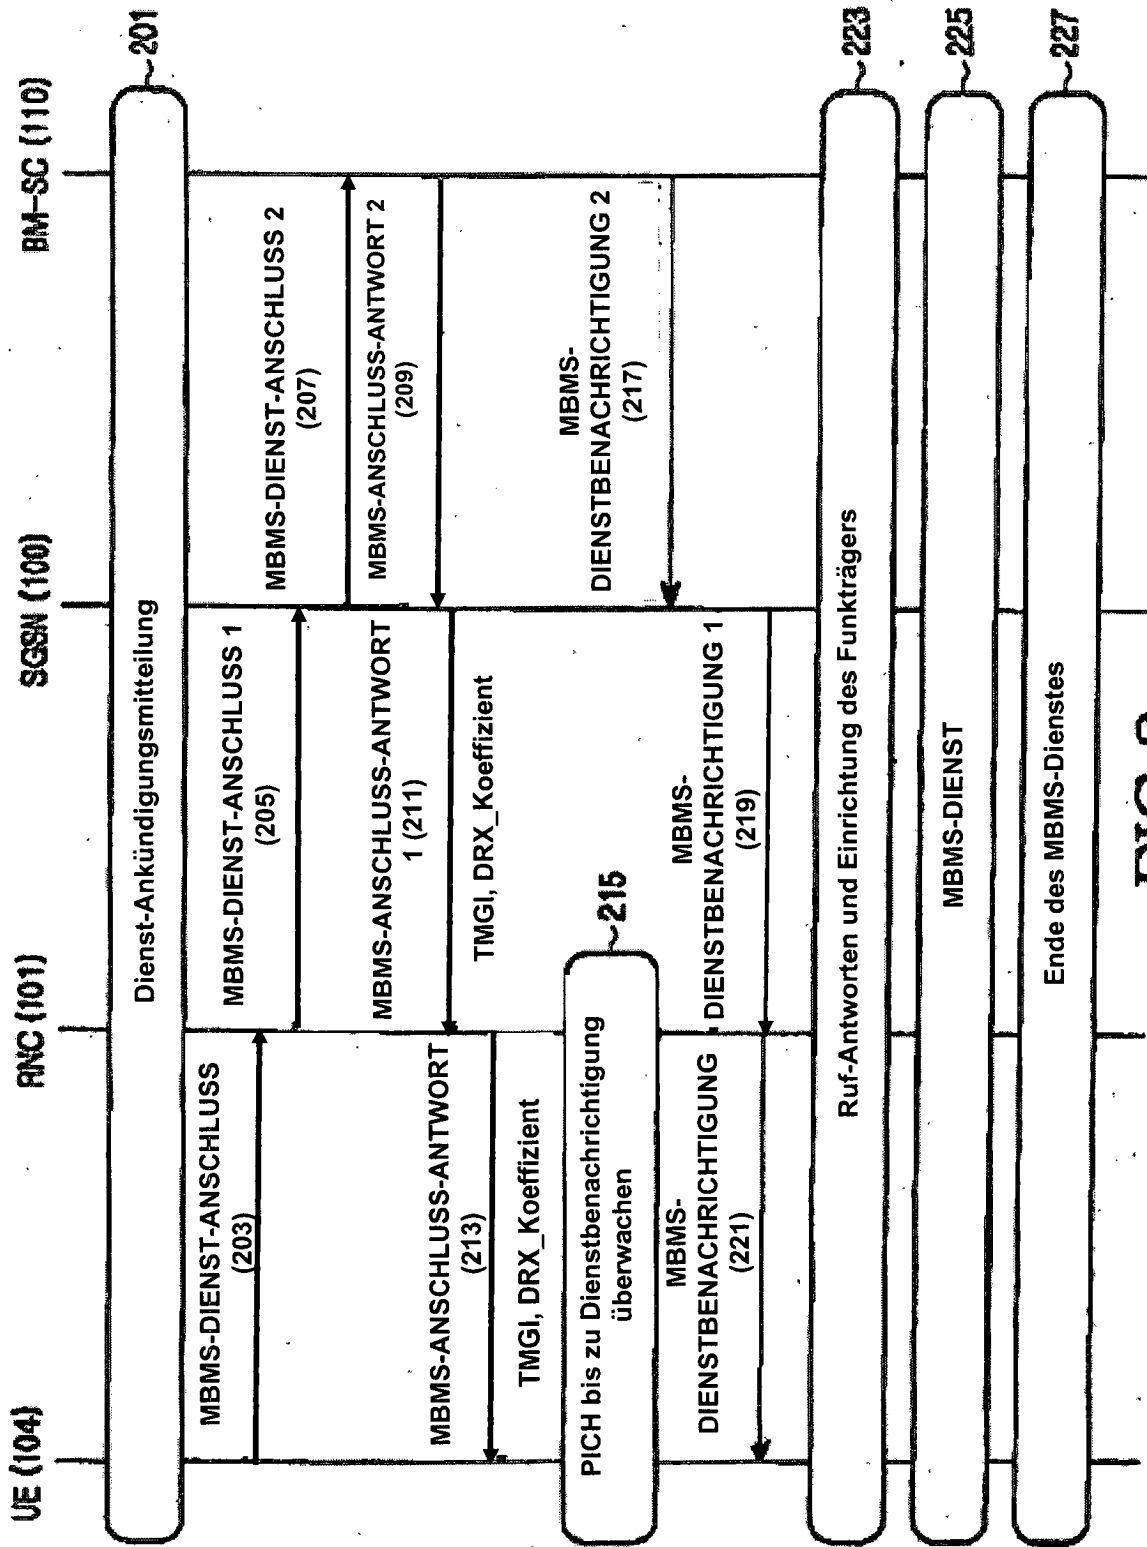 UE (104)
RNC (101)
SGSN (100)
BM-SC (110)
Dienst-Ankündigungsmitteilung
201
MBMS-DIENST-ANSCHLUSS
(203)
MBMS-DIENST-ANSCHLUSS 1
(205)
MBMS-DIENST-ANSCHLUSS 2
(207)
MBMS-ANSCHLUSS-ANTWORT 2
(209)
MBMS-ANSCHLUSS-ANTWORT
1 (211)
TMGI, DRX_Koeffizient
MBMS-ANSCHLUSS-ANTWORT
(213)
TMGI, DRX_Koeffizient
PICH bis zu Dienstbenachrichtigung
überwachen
215
MBMS-
DIENSTBENACHRICHTIGUNG 2
(217)
MBMS-
DIENSTBENACHRICHTIGUNG 1
(219)
MBMS-
DIENSTBENACHRICHTIGUNG
(221)
Ruf-Antworten und Einrichtung des Funkträgers
223
MBMS-DIENST
225
Ende des MBMS-Dienstes
227